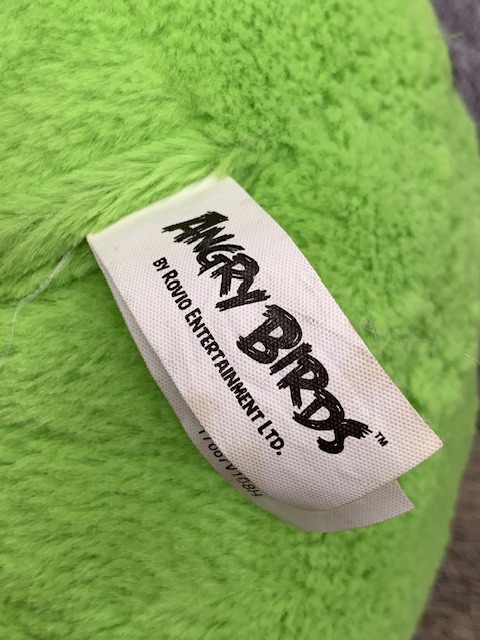 ANGRY BIRDS™
BY ROVIO ENTERTAINMENT LTD.